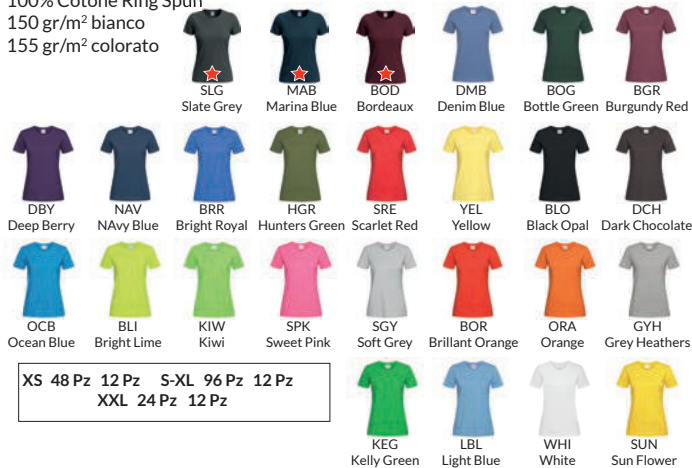 100% Cotone Ring Spun
150 gr/m² bianco
155 gr/m² colorato
SLG MAB BOD DMB BOG BGR
Slate Grey Marina Blue Bordeaux Denim Blue Bottle Green Burgundy Red
DBY NAV BRR HGR SRE YEL BLO DCH
Deep Berry NAvy Blue Bright Royal Hunters Green Scarlet Red Yellow Black Opal Dark Chocolate
OCB BLI KIW SPK SGY BOR ORA GYH
Ocean Blue Bright Lime Kiwi Sweet Pink Soft Grey Brillant Orange Orange Grey Heathers
XS 48 Pz 12 Pz S-XL 96 Pz 12 Pz
XXL 24 Pz 12 Pz
KEG LBL WHI SUN
Kelly Green Light Blue White Sun Flower